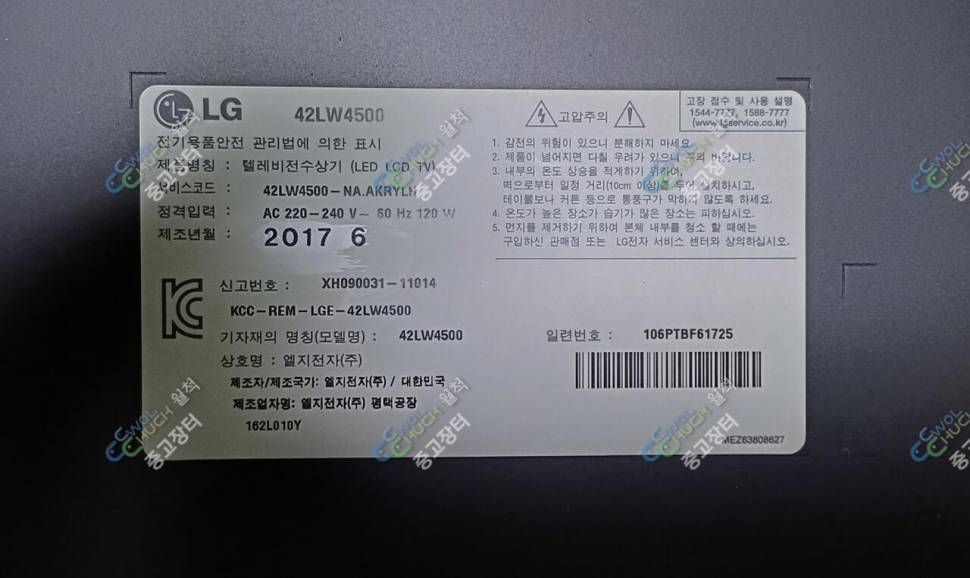 LG 42LW4500
전기용품안전 관리법에 의한 표시
제품명칭 : 텔레비전수상기 (LED LCD TV)
서비스코드 : 42LW4500-NA.AKRYLH
정격입력 : AC 220-240 V~ 60 Hz 120 W
제조년월 : 2017 6
고압주의
고장 접수 및 사용 설명
1544-7777, 1588-7777
(www.lgservice.co.kr)
1. 감전의 위험이 있으니 분해하지 마세요.
2. 제품이 넘어지면 다칠 우려가 있으니 주의 바랍니다.
3. 내부의 온도 상승을 적게하기 위하여,
벽으로부터 일정 거리(10cm 이상)를 두어 설치하시고,
테이블보나 커튼 등으로 통풍구가 막히지 않도록 하세요.
4. 온도가 높은 장소가 습기가 많은 장소는 피하십시오.
5. 먼지를 제거하기 위하여 본체 내부를 청소 할 때에는
구입하신 판매점 또는 LG전자 서비스 센터와 상의하십시오.
신고번호 : XH090031-11014
KCC-REM-LGE-42LW4500
기자재의 명칭(모델명) : 42LW4500
상호명 : 엘지전자(주)
제조자/제조국가: 엘지전자(주) / 대한민국
제조업자명: 엘지전자(주) 평택공장
162L010Y
일련번호 : 106PTBF61725
MEZ63808627
CWOL CHUCH 월척 중고장터